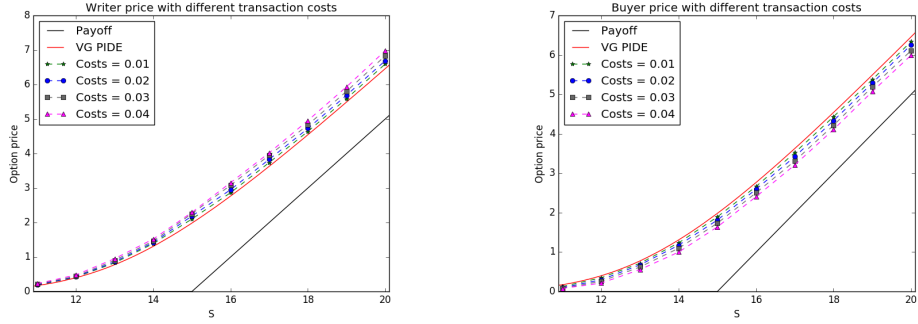 Writer price with different transaction costs
8
7
6
5
4
3
2
1
0
Option price
Payoff
VG PIDE
Costs = 0.01
Costs = 0.02
Costs = 0.03
Costs = 0.04
12
14
16
18
20
S
Buyer price with different transaction costs
7
6
5
4
3
2
1
0
Option price
Payoff
VG PIDE
Costs = 0.01
Costs = 0.02
Costs = 0.03
Costs = 0.04
12
14
16
18
20
S